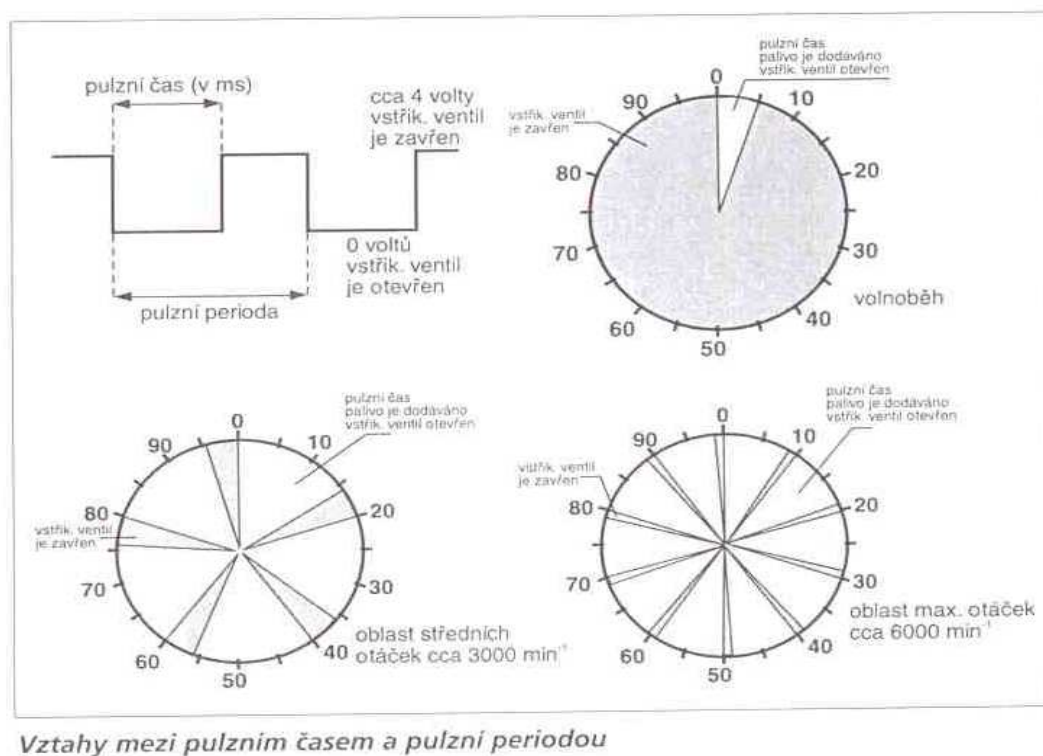 pulzní čas (v ms)
cca 4 volty
vstřik. ventil
je zavřen
0 voltů
vstřik. ventil
je otevřen
pulzní perioda
pulzní čas
palivo je dodáváno
vstřik. ventil otevřen
vstřik. ventil
je zavřen
0
10
20
30
40
50
60
70
80
90
volnoběh
pulzní čas
palivo je dodáváno
vstřik. ventil otevřen
vstřik. ventil
je zavřen
0
10
20
30
40
50
60
70
80
90
oblast středních
otáček cca 3000 min⁻¹
pulzní čas
palivo je dodáváno
vstřik. ventil otevřen
vstřik. ventil
je zavřen
0
10
20
30
40
50
60
70
80
90
oblast max. otáček
cca 6000 min⁻¹
Vztahy mezi pulzním časem a pulzní periodou